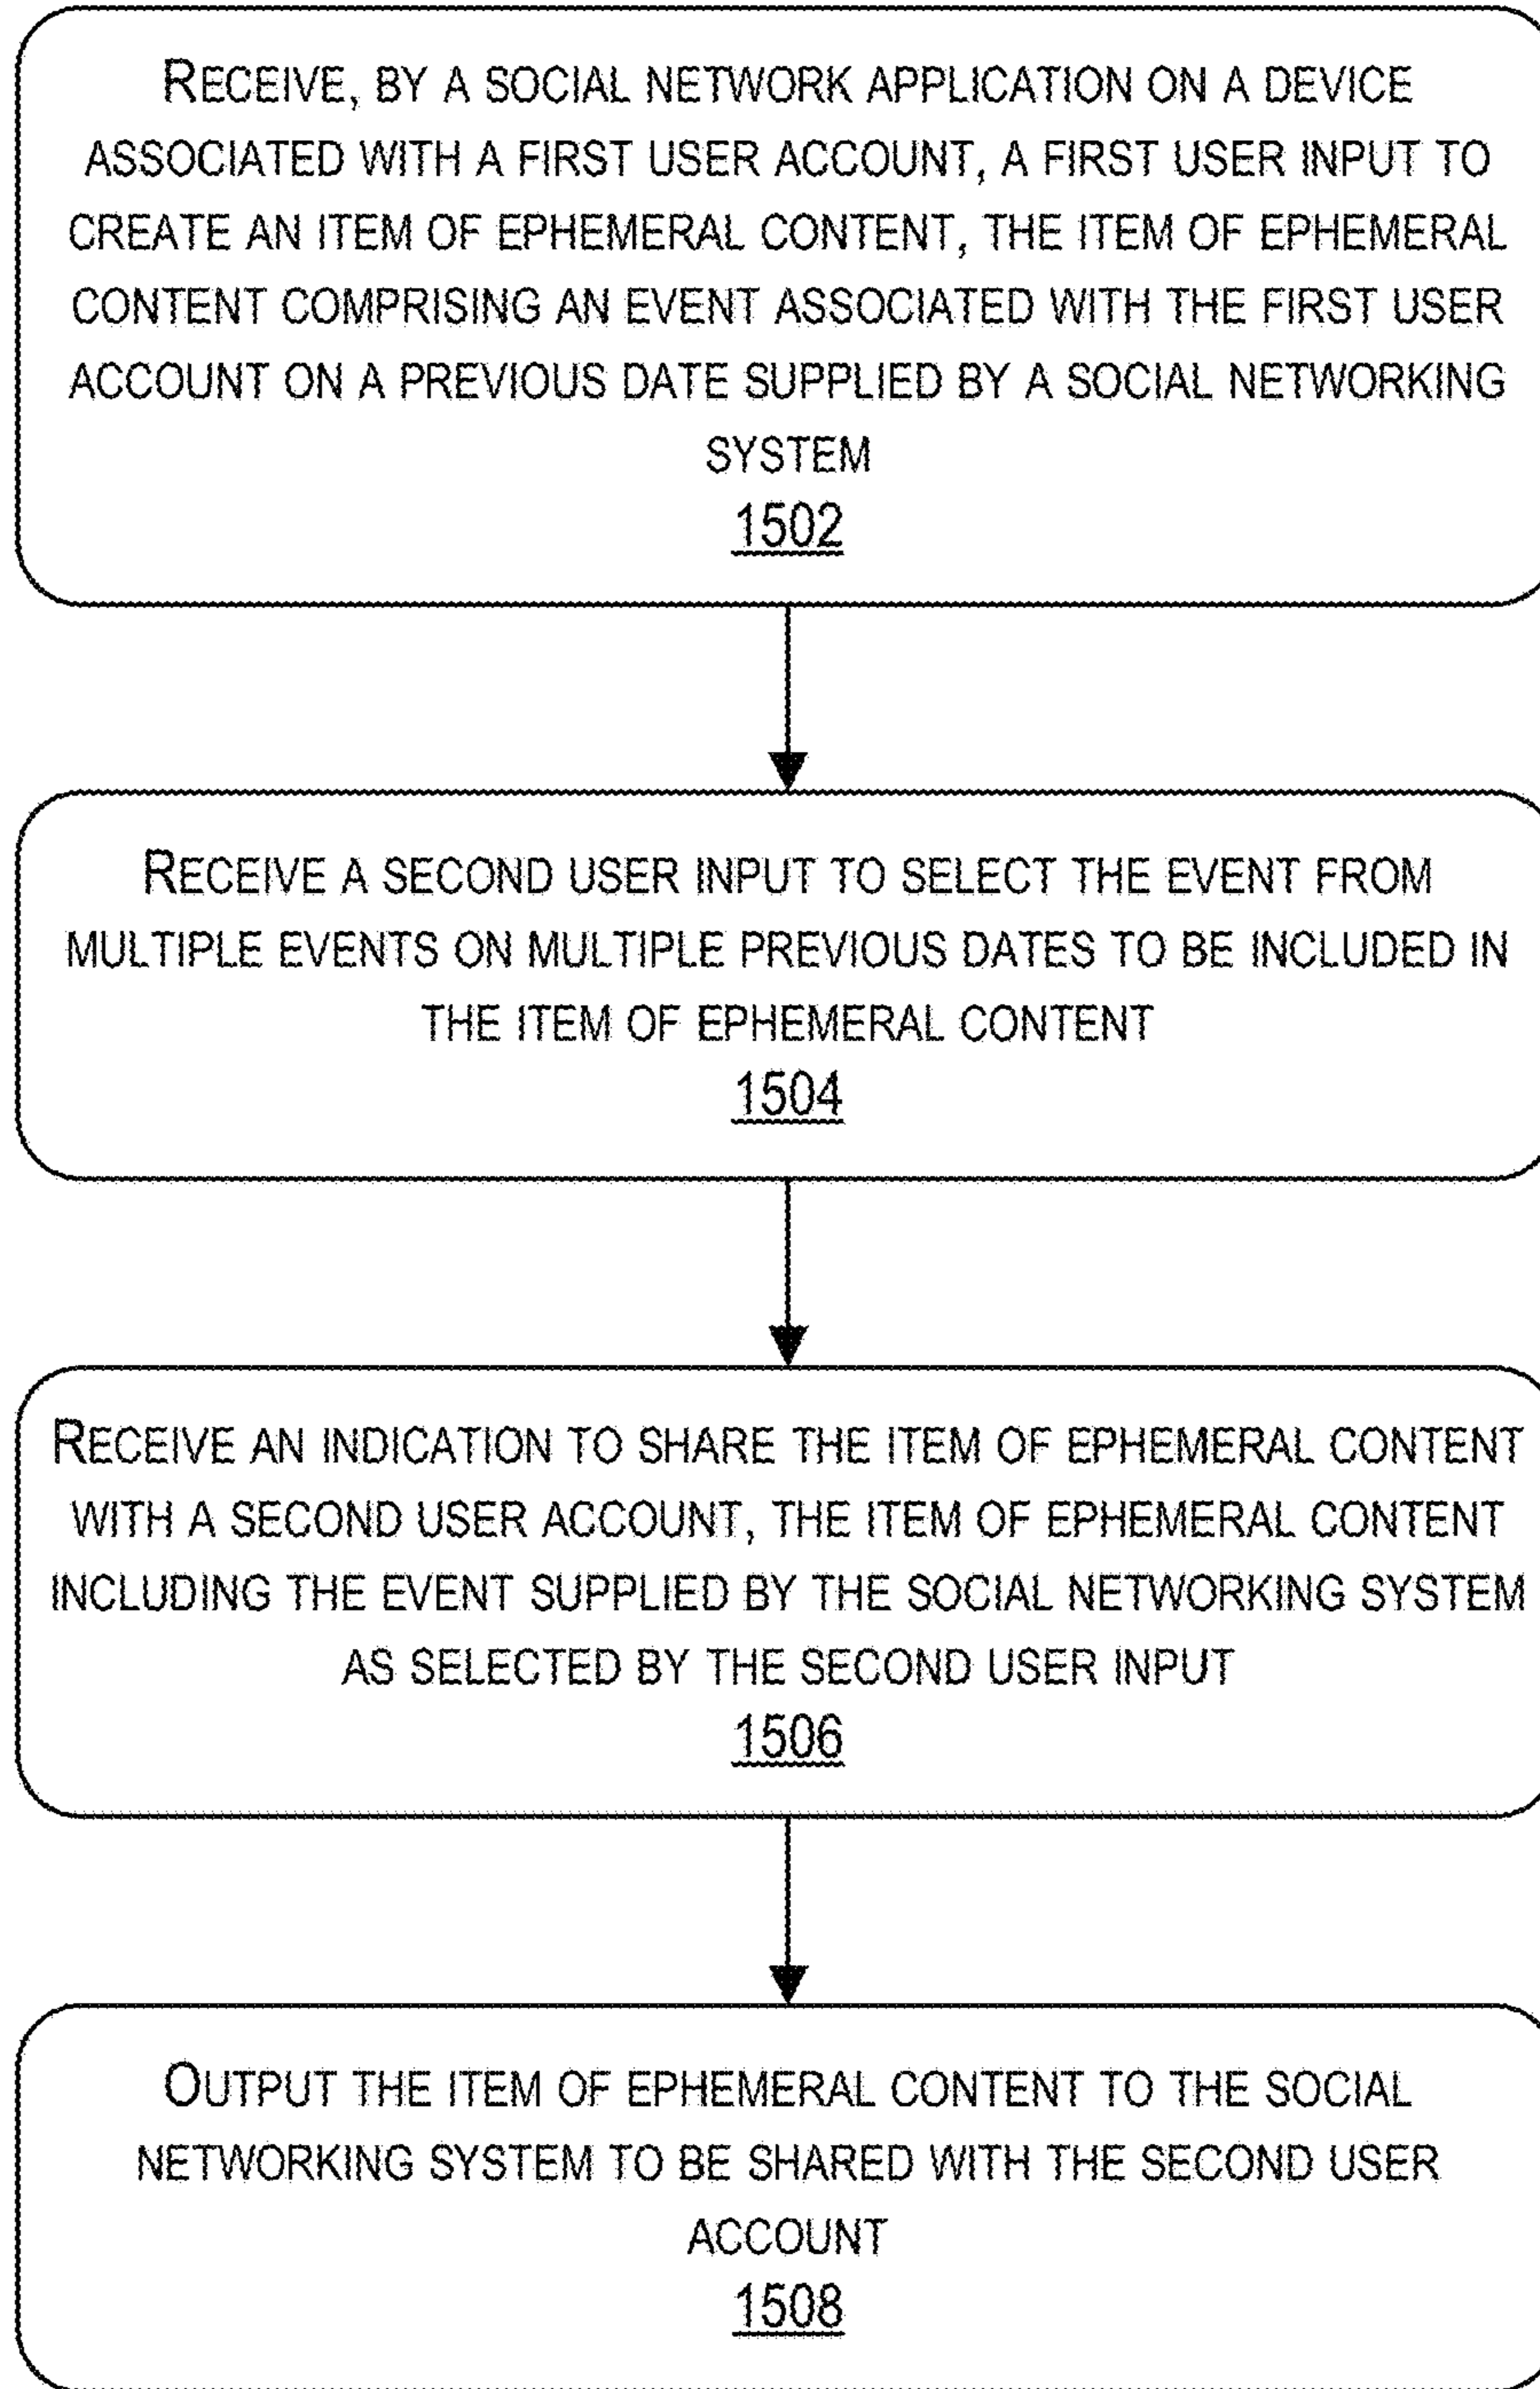 RECEIVE, BY A SOCIAL NETWORK APPLICATION ON A DEVICE
ASSOCIATED WITH A FIRST USER ACCOUNT, A FIRST USER INPUT TO
CREATE AN ITEM OF EPHEMERAL CONTENT, THE ITEM OF EPHEMERAL
CONTENT COMPRISING AN EVENT ASSOCIATED WITH THE FIRST USER
ACCOUNT ON A PREVIOUS DATE SUPPLIED BY A SOCIAL NETWORKING
SYSTEM
1502
RECEIVE A SECOND USER INPUT TO SELECT THE EVENT FROM
MULTIPLE EVENTS ON MULTIPLE PREVIOUS DATES TO BE INCLUDED IN
THE ITEM OF EPHEMERAL CONTENT
1504
RECEIVE AN INDICATION TO SHARE THE ITEM OF EPHEMERAL CONTENT
WITH A SECOND USER ACCOUNT, THE ITEM OF EPHEMERAL CONTENT
INCLUDING THE EVENT SUPPLIED BY THE SOCIAL NETWORKING SYSTEM
AS SELECTED BY THE SECOND USER INPUT
1506
OUTPUT THE ITEM OF EPHEMERAL CONTENT TO THE SOCIAL
NETWORKING SYSTEM TO BE SHARED WITH THE SECOND USER
ACCOUNT
1508